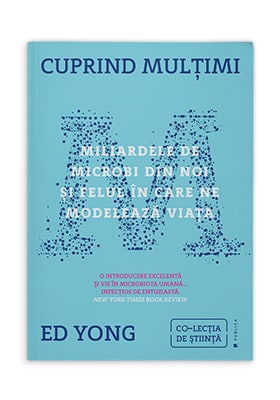 CUPRIND MULȚIMI
MILIARDELE DE
MICROBI DIN NOI
ȘI FELUL ÎN CARE NE
MODELEAZĂ VIAȚA
O INTRODUCERE EXCELENTĂ
ȘI VIE ÎN MICROBIOTA UMANĂ...
INFECȚIOS DE ENTUZIASTĂ.
NEW YORK TIMES BOOK REVIEW
ED YONG
CO—LECȚIA
DE ȘTIINȚĂ
PUBLICA